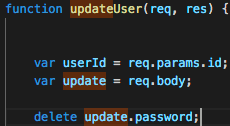 function updateUser(req, res) {
var userId = req.params.id;
var update = req.body;
delete update.password;